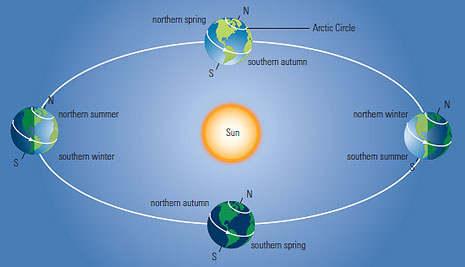 northern spring
N
Arctic Circle
S
southern autumn
N
northern summer
southern winter
S
Sun
N
northern winter
southern summer
S
northern autumn
N
S
southern spring